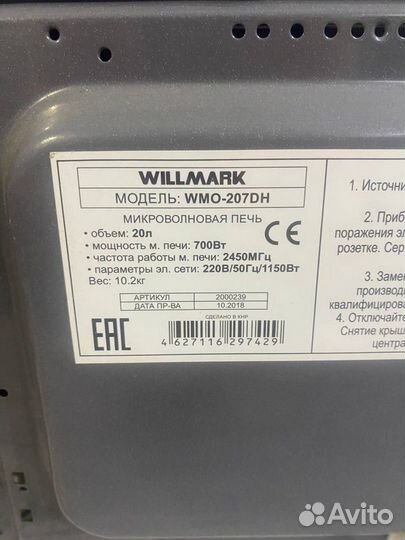 WILLMARK
МОДЕЛЬ: WMO-207DH
МИКРОВОЛНОВАЯ ПЕЧЬ
• объем: 20л
• мощность м. печи: 700Вт
• частота работы м. печи: 2450МГц
• параметры эл. сети: 220В/50Гц/1150Вт
Вес: 10.2кг
CE
АРТИКУЛ 2000239
ДАТА ПР-ВА 10.2018
СДЕЛАНО В КНР
EAC
4 627116 297429
1. Источни
2. Приб
поражения эл
розетке. Сер
3. Заме
производ
квалифицирова
4. Отключайте
Снятие крыш
центра
Avito